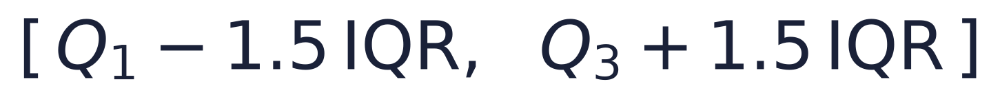 [ Q₁ − 1.5 IQR, Q₃ + 1.5 IQR ]